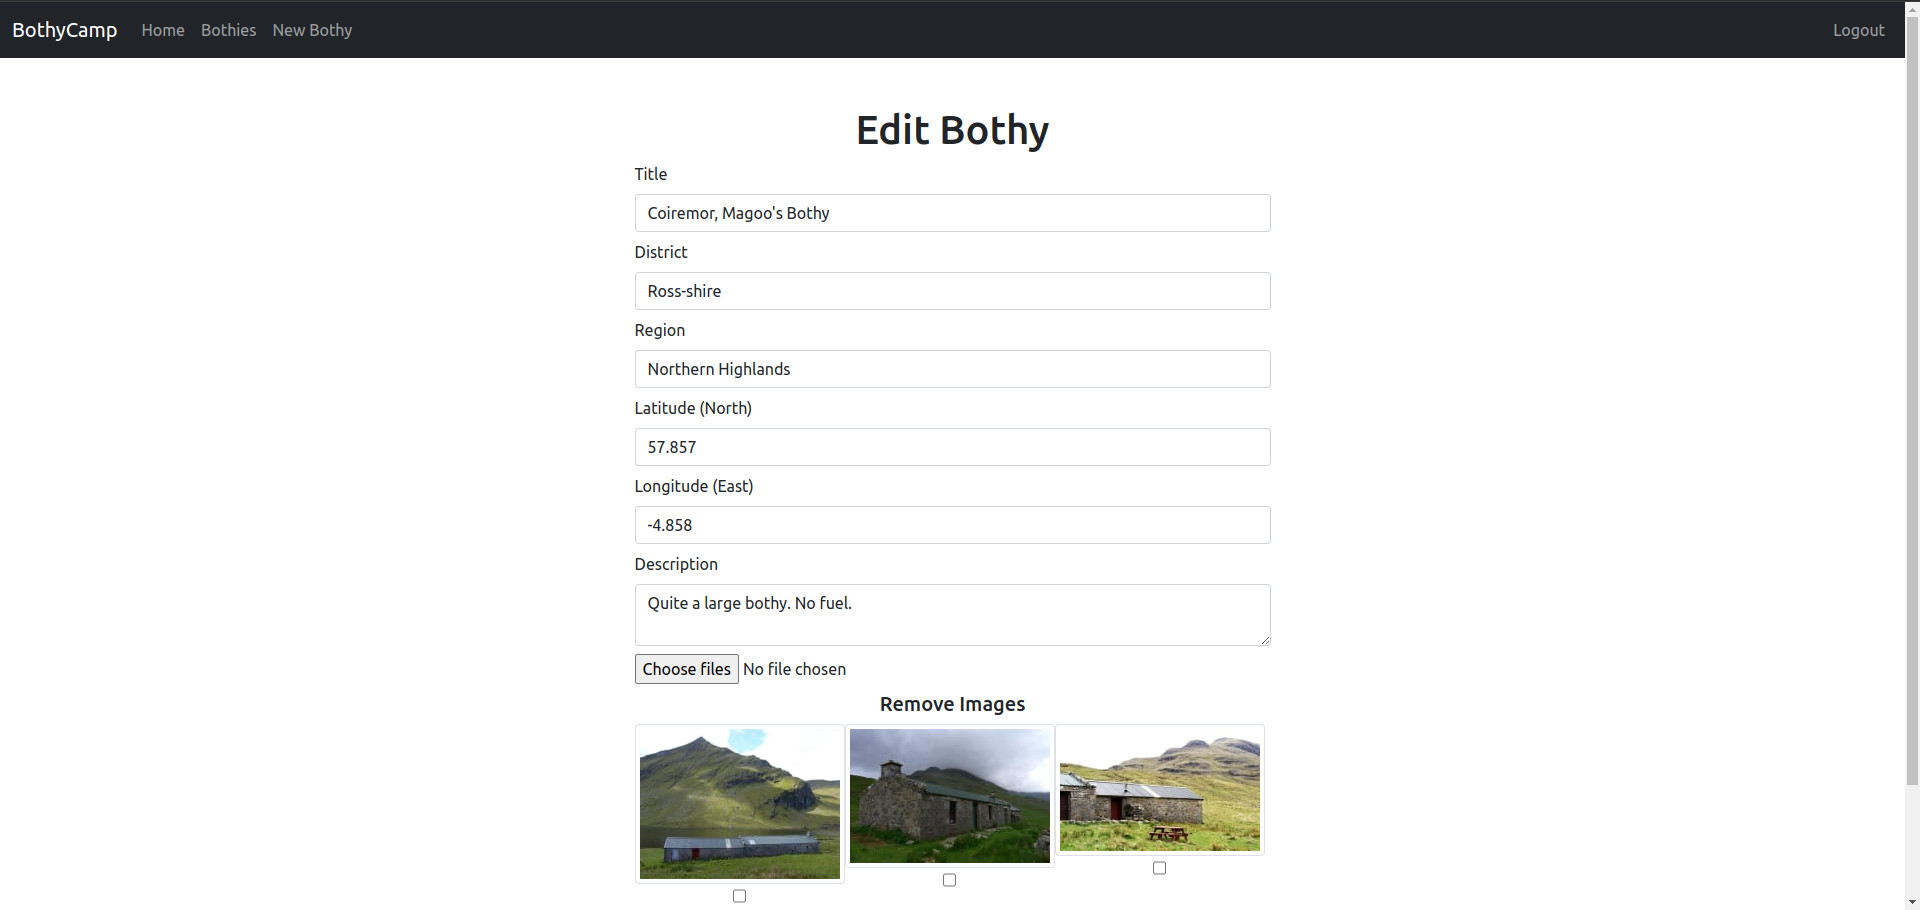 BothyCamp Home Bothies New Bothy Logout
Edit Bothy
Title
Coiremor, Magoo's Bothy
District
Ross-shire
Region
Northern Highlands
Latitude (North)
57.857
Longitude (East)
-4.858
Description
Quite a large bothy. No fuel.
Choose files No file chosen
Remove Images